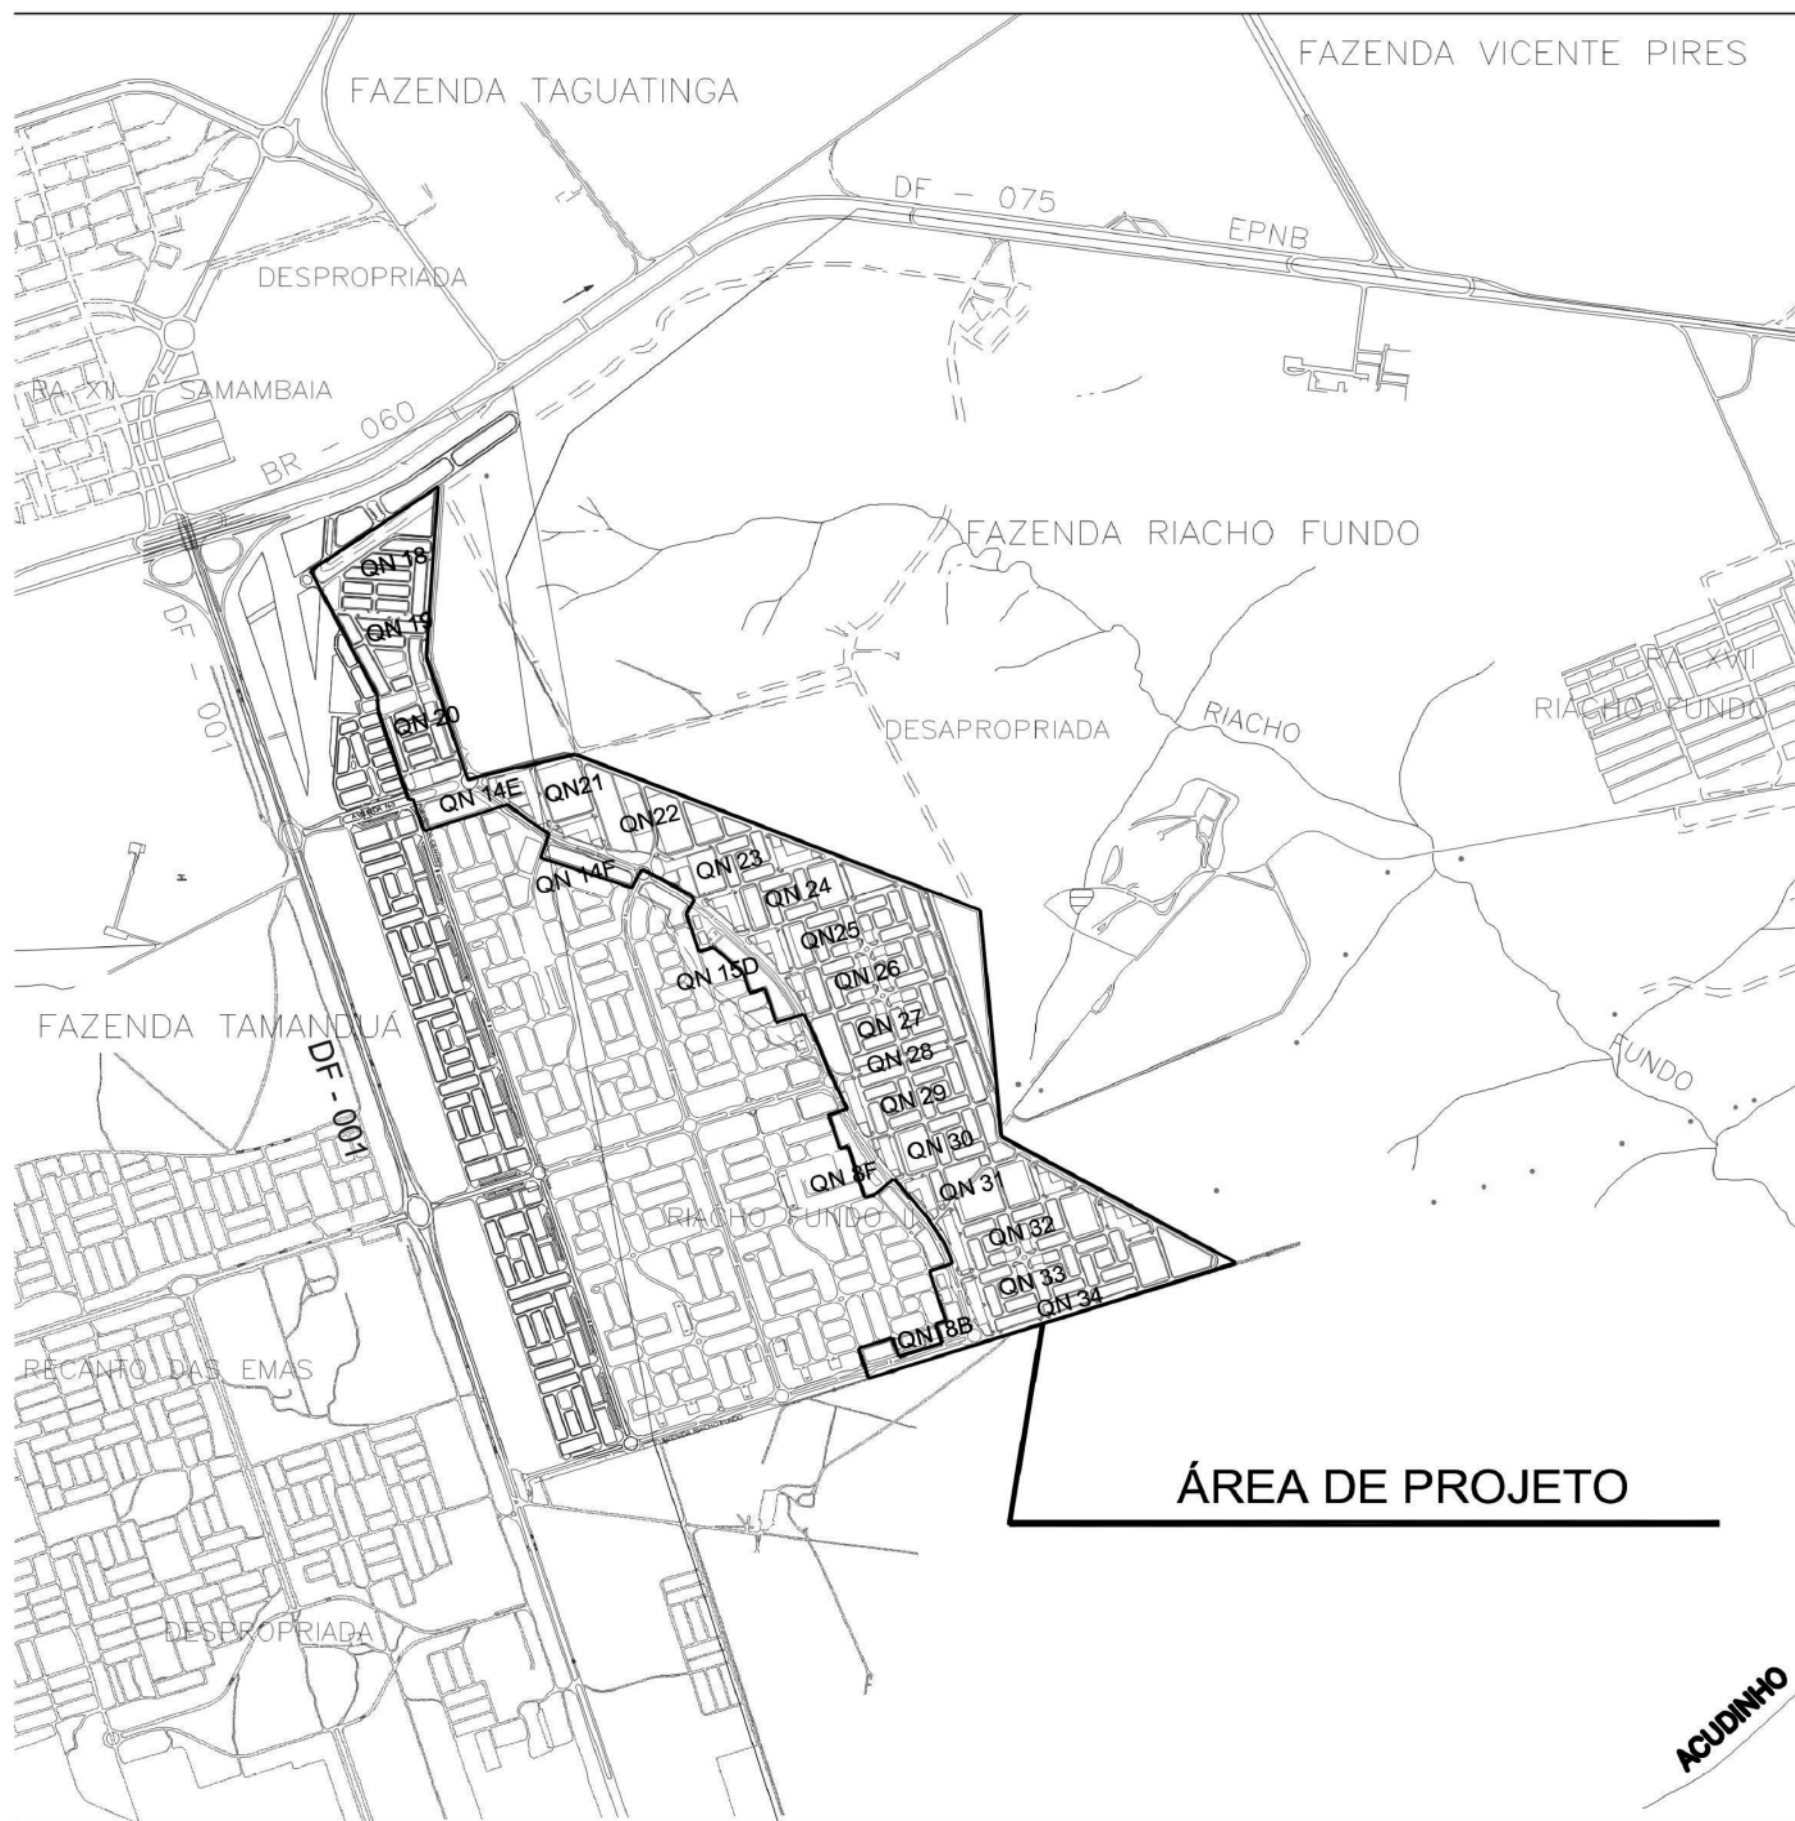 FAZENDA VICENTE PIRES
FAZENDA TAGUATINGA
DF - 075
EPNB
DESPROPRIADA
RA XII SAMAMBAIA
BR - 060
FAZENDA RIACHO FUNDO
QN 18
DF - 001
QN 19
RA XVII
RIACHO FUNDO
QN 20
DESAPROPRIADA
RIACHO
QN 14E
QN21
QN22
QN 23
QN 14F
QN 24
QN25
QN 15D
QN 26
FAZENDA TAMANDUÁ
QN 27
DF - 001
QN 28
FUNDO
QN 29
QN 30
QN 8F
QN 31
RIACHO FUNDO II
QN 32
QN 33
QN 34
QN 8B
RECANTO DAS EMAS
ÁREA DE PROJETO
DESPROPRIADA
ACUDINHO